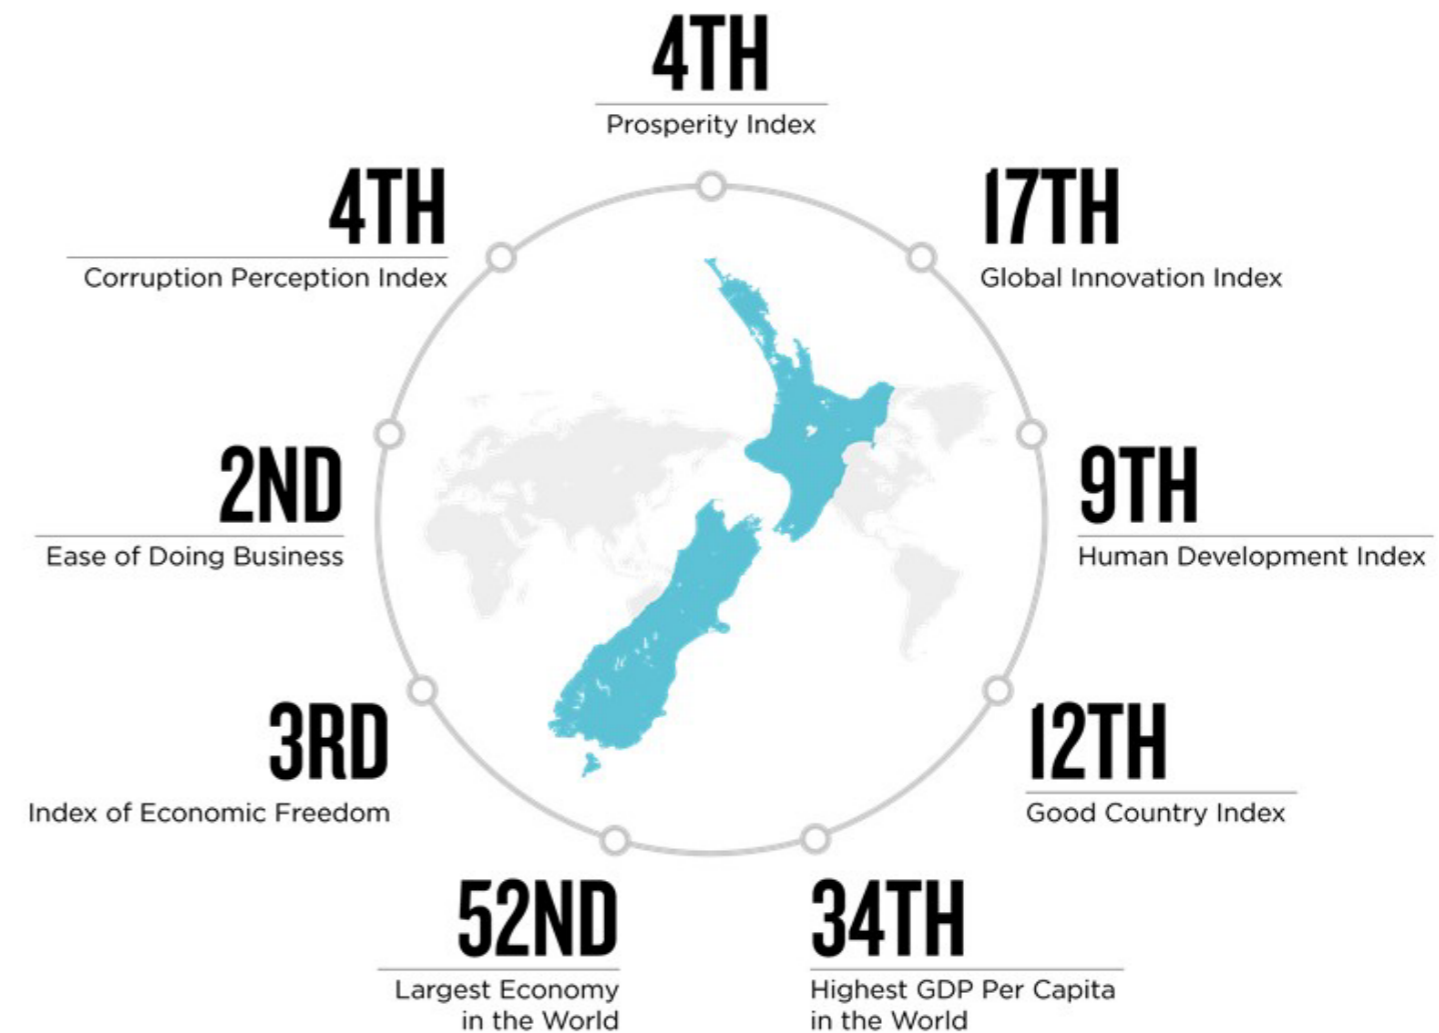 4TH
Prosperity Index
4TH
Corruption Perception Index
17TH
Global Innovation Index
2ND
Ease of Doing Business
9TH
Human Development Index
3RD
Index of Economic Freedom
12TH
Good Country Index
52ND
Largest Economy
in the World
34TH
Highest GDP Per Capita
in the World